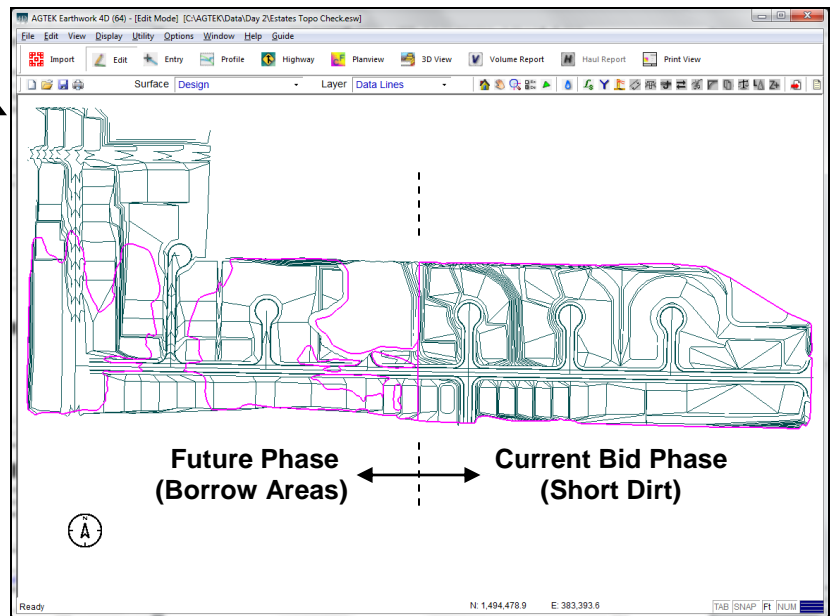 AGTEK Earthwork 4D (64) - [Edit Mode] [C:\AGTEK\Data\Day 2\Estates Topo Check.esw]
File Edit View Display Utility Options Window Help Guide
Import Edit Entry Profile Highway Planview 3D View Volume Report Haul Report Print View
Surface Design Layer Data Lines
Future Phase
(Borrow Areas)
Current Bid Phase
(Short Dirt)
Ready N: 1,494,478.9 E: 383,393.6 TAB SNAP Ft NUM